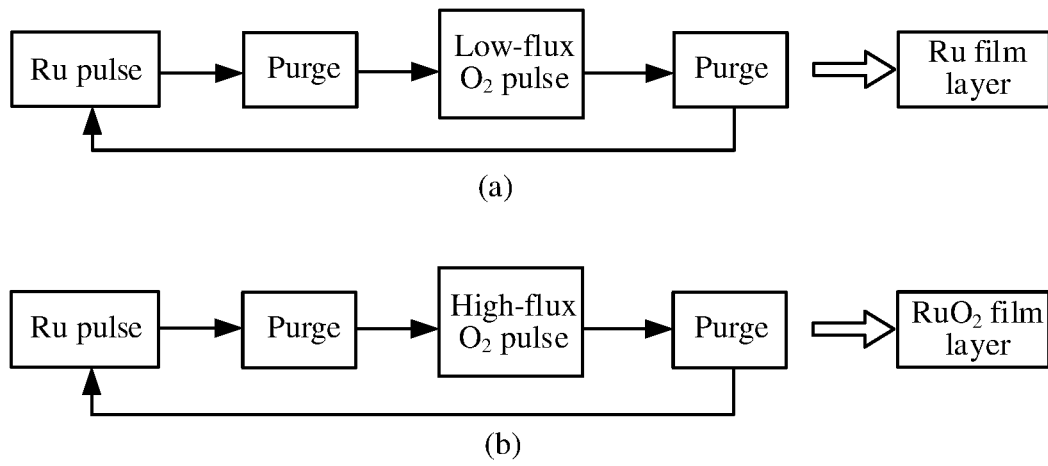 Ru pulse
Purge
Low-flux
O₂ pulse
Purge
Ru film
layer
(a)
Ru pulse
Purge
High-flux
O₂ pulse
Purge
RuO₂ film
layer
(b)